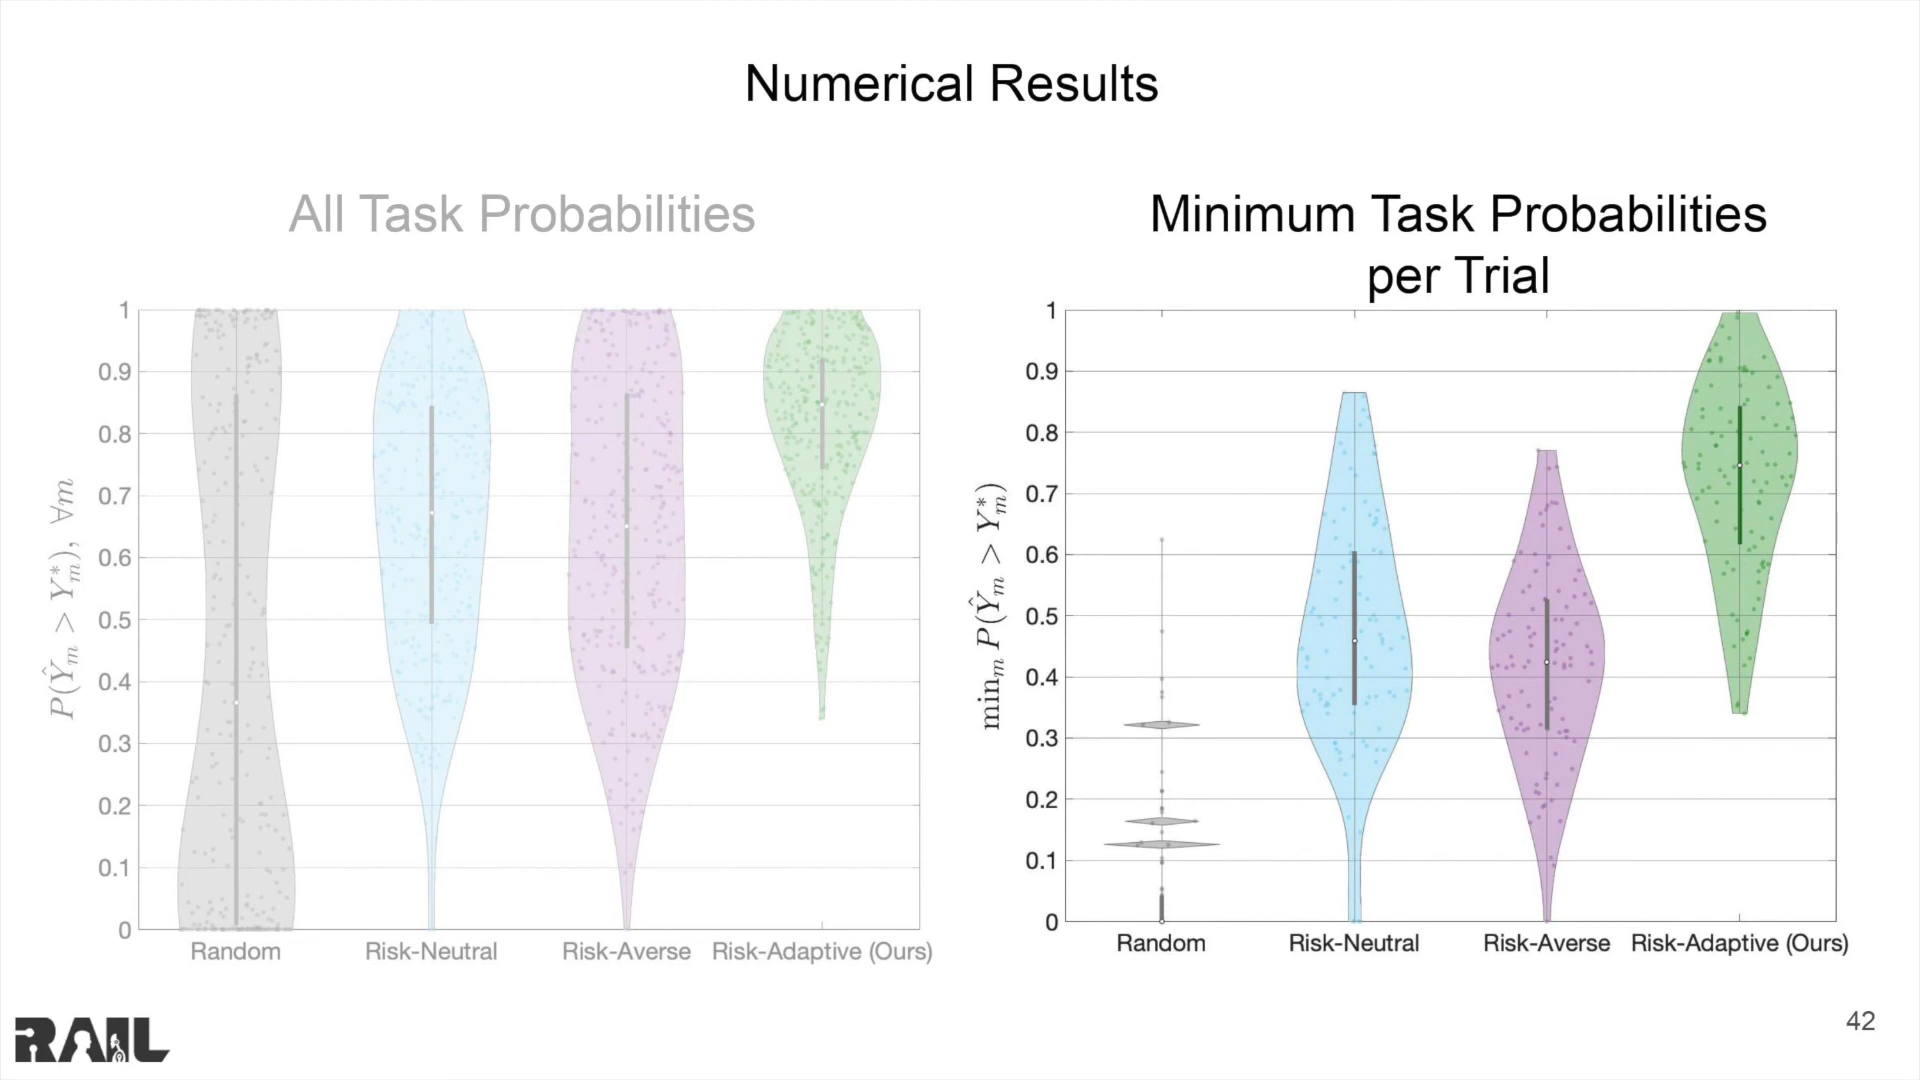 Numerical Results
All Task Probabilities
Minimum Task Probabilities
per Trial
P(Ŷ_m > Y*_m), ∀m
1
0.9
0.8
0.7
0.6
0.5
0.4
0.3
0.2
0.1
0
Random
Risk-Neutral
Risk-Averse
Risk-Adaptive (Ours)
min_m P(Ŷ_m > Y*_m)
1
0.9
0.8
0.7
0.6
0.5
0.4
0.3
0.2
0.1
0
Random
Risk-Neutral
Risk-Averse
Risk-Adaptive (Ours)
RAIL
42